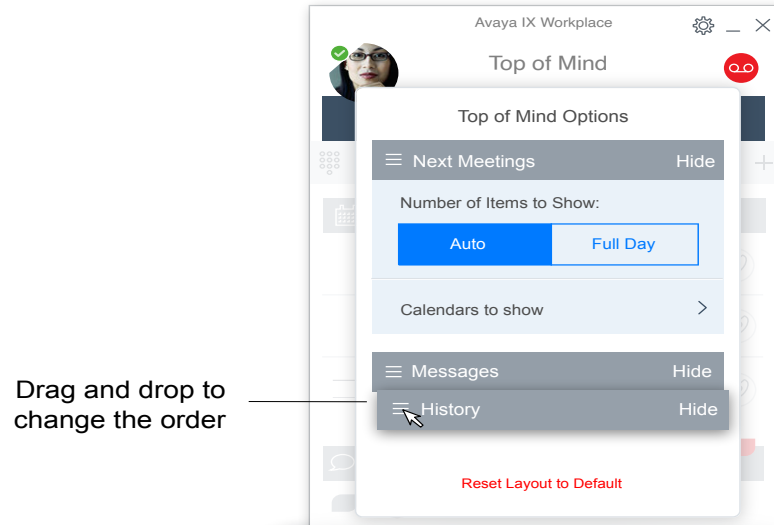 Avaya IX Workplace
Top of Mind
Top of Mind Options
Next Meetings Hide
Number of Items to Show:
Auto Full Day
Calendars to show
Messages Hide
Drag and drop to
change the order
History Hide
Reset Layout to Default